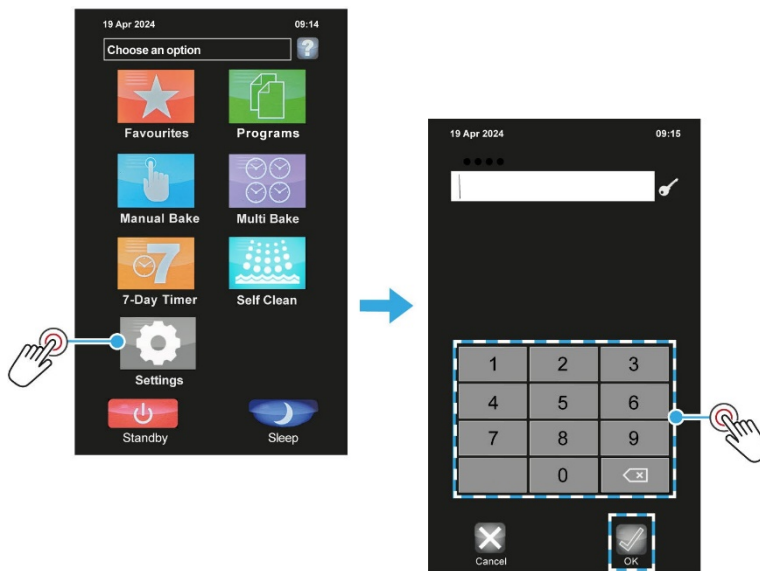 19 Apr 2024 09:14
Choose an option ?
Favourites Programs
Manual Bake Multi Bake
7
7-Day Timer Self Clean
Settings
Standby Sleep
19 Apr 2024 09:15
1 2 3
4 5 6
7 8 9
0
Cancel OK